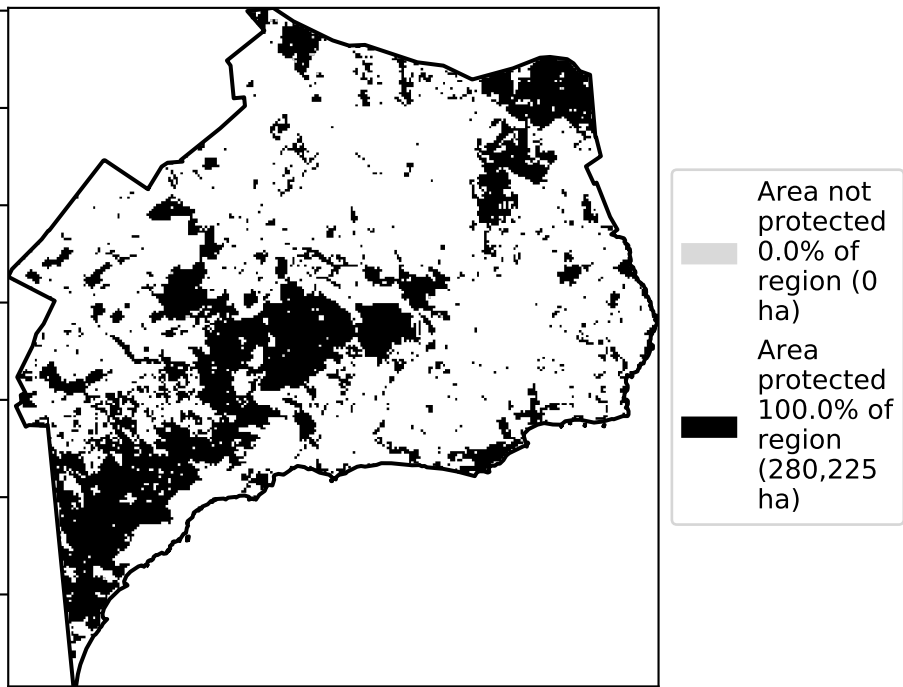 Area not
protected
0.0% of
region (0
ha)
Area
protected
100.0% of
region
(280,225
ha)